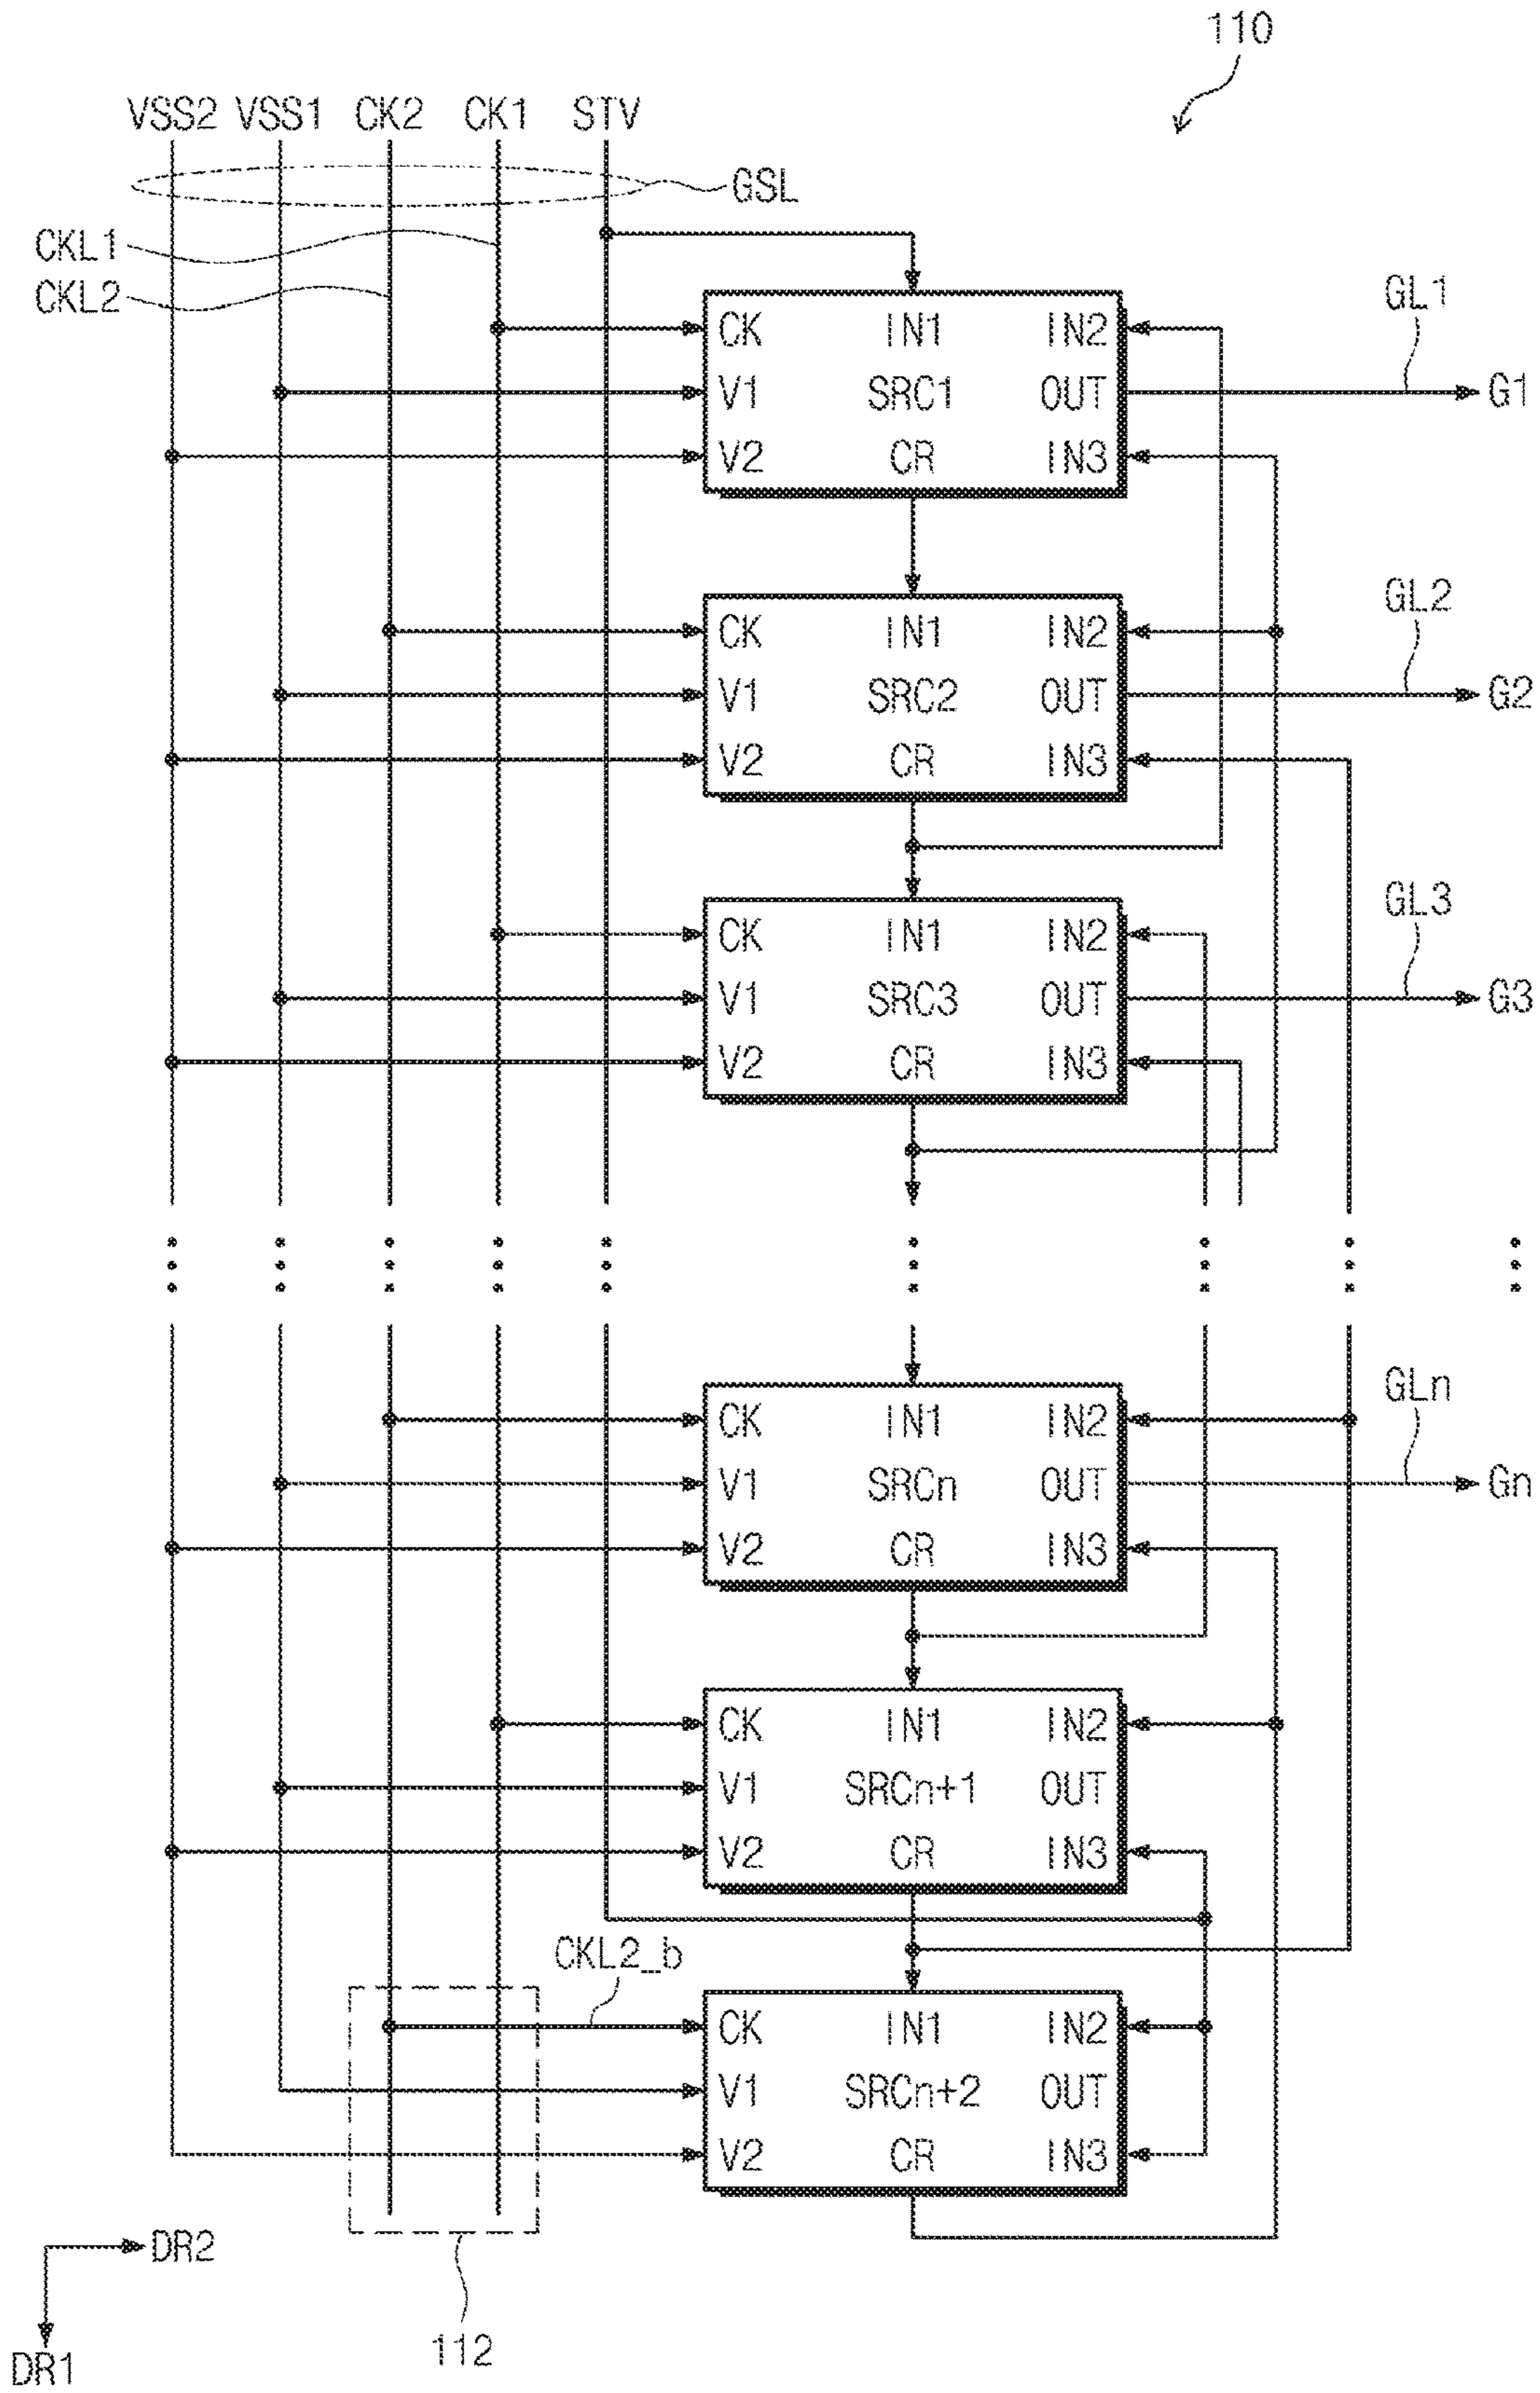 110
VSS2 VSS1 CK2 CK1 STV
GSL
CKL1
CKL2
GL1
CK IN1 IN2
V1 SRC1 OUT G1
V2 CR IN3
GL2
CK IN1 IN2
V1 SRC2 OUT G2
V2 CR IN3
GL3
CK IN1 IN2
V1 SRC3 OUT G3
V2 CR IN3
GLn
CK IN1 IN2
V1 SRCn OUT Gn
V2 CR IN3
CK IN1 IN2
V1 SRCn+1 OUT
V2 CR IN3
CKL2_b
CK IN1 IN2
V1 SRCn+2 OUT
V2 CR IN3
DR2
112
DR1